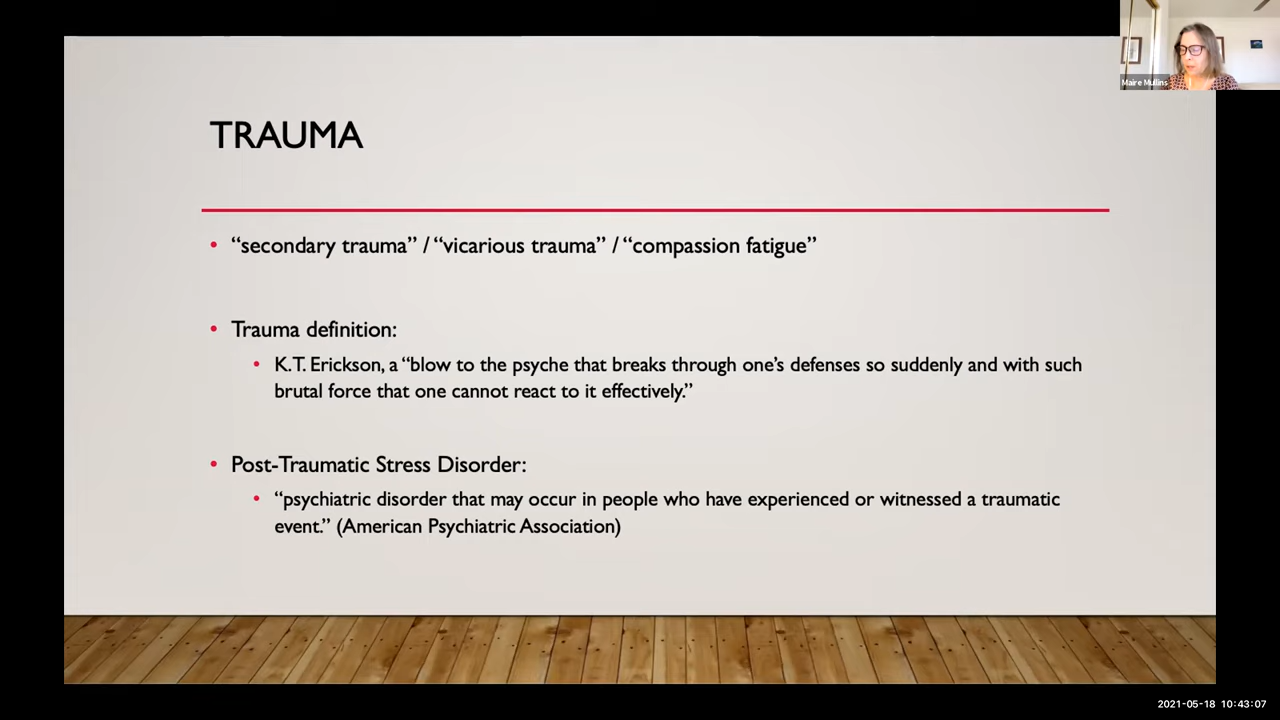 Maire Mullins
TRAUMA
• “secondary trauma” / “vicarious trauma” / “compassion fatigue”
• Trauma definition:
• K.T. Erickson, a “blow to the psyche that breaks through one’s defenses so suddenly and with such
brutal force that one cannot react to it effectively.”
• Post-Traumatic Stress Disorder:
• “psychiatric disorder that may occur in people who have experienced or witnessed a traumatic
event.” (American Psychiatric Association)
2021-05-18 10:43:07